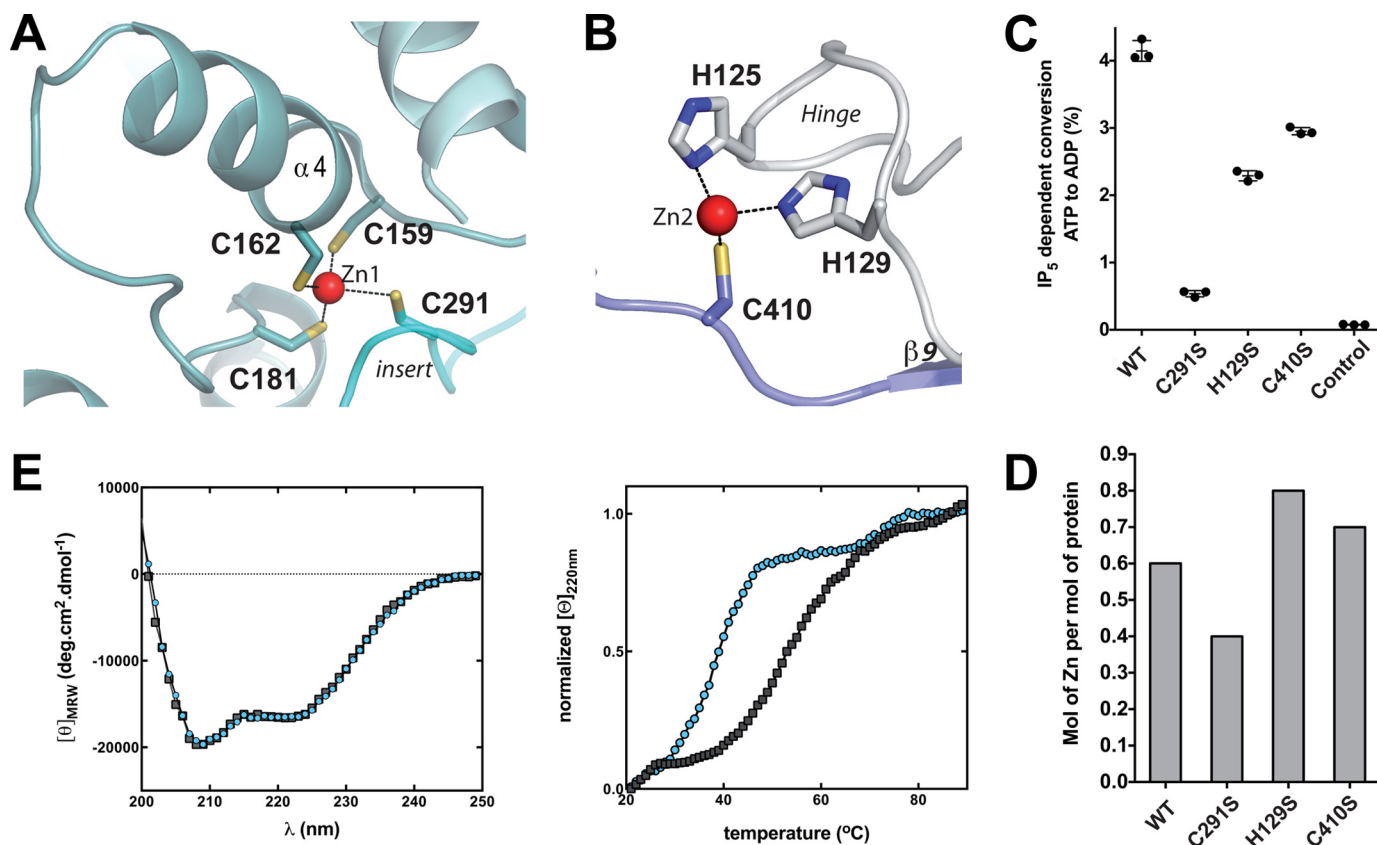 A
α4
C162
C159
Zn1
C291
C181
insert
B
H125
Hinge
Zn2
H129
C410
β9
C
IP5 dependent conversion
ATP to ADP (%)
4
3
2
1
0
WT
C291S
H129S
C410S
Control
E
[θ]MRW (deg.cm2.dmol-1)
10000
0
-10000
-20000
200 210 220 230 240 250
λ (nm)
normalized [Θ]220nm
1.0
0.5
0.0
20 40 60 80
temperature (ºC)
D
Mol of Zn per mol of protein
0.9
0.8
0.7
0.6
0.5
0.4
0.3
0.2
0.1
0.0
WT
C291S
H129S
C410S